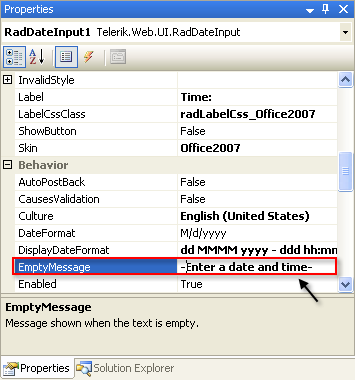 Properties
RadDateInput1 Telerik.Web.UI.RadDateInput
InvalidStyle
Label Time:
LabelCssClass radLabelCss_Office2007
ShowButton False
Skin Office2007
Behavior
AutoPostBack False
CausesValidation False
Culture English (United States)
DateFormat M/d/yyyy
DisplayDateFormat dd MMMM yyyy - ddd hh:mm
EmptyMessage -Enter a date and time-
Enabled True
EmptyMessage
Message shown when the text is empty.
Properties Solution Explorer